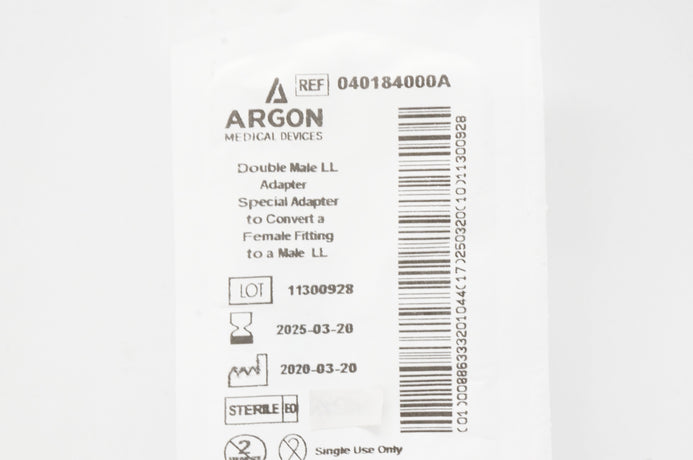 REF 040184000A
ARGON
MEDICAL DEVICES
Double Male LL
Adapter
Special Adapter
to Convert a
Female Fitting
to a Male LL
LOT 11300928
2025-03-20
2020-03-20
STERILE EO
2
Single Use Only
(01)00886333201044(17)250320(10)11300928